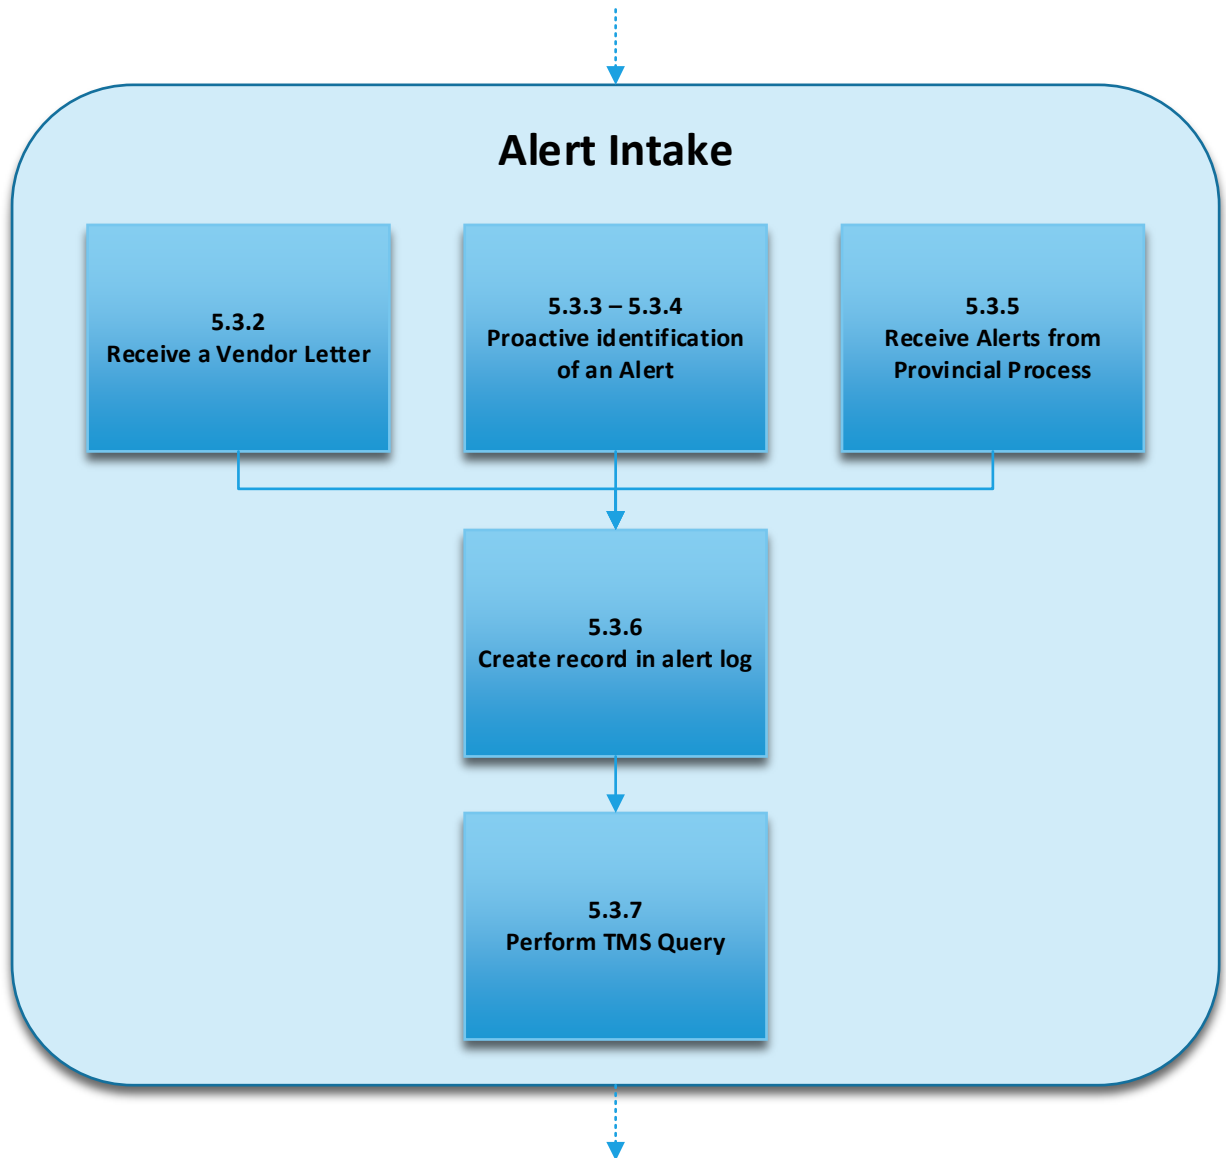 Alert Intake
5.3.2
Receive a Vendor Letter
5.3.3 – 5.3.4
Proactive identification
of an Alert
5.3.5
Receive Alerts from
Provincial Process
5.3.6
Create record in alert log
5.3.7
Perform TMS Query